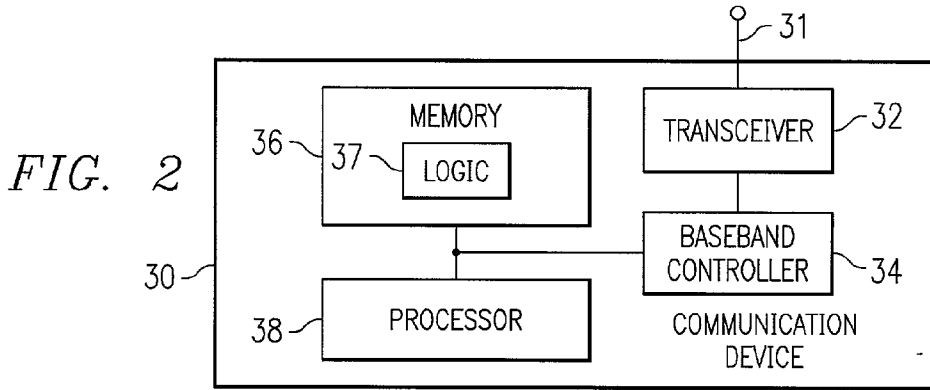 FIG. 2
31
MEMORY
36
37
LOGIC
TRANSCEIVER
32
BASEBAND
CONTROLLER
34
30
PROCESSOR
38
COMMUNICATION
DEVICE